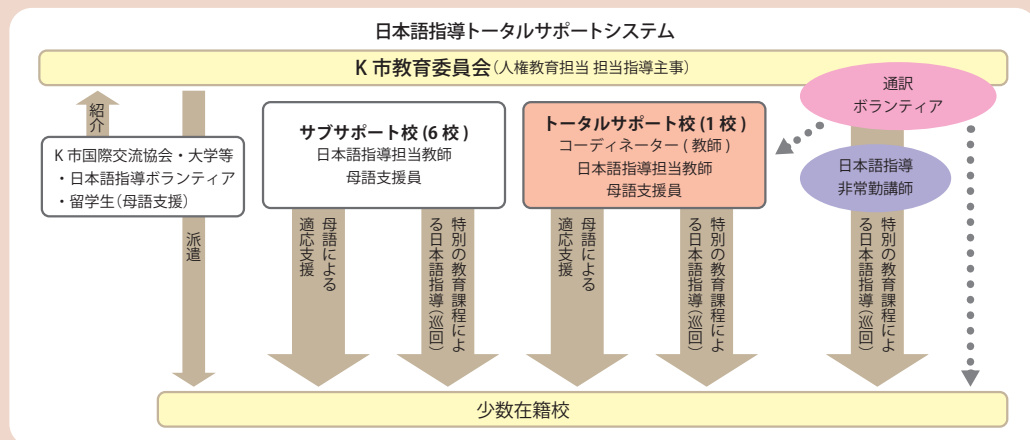 日本語指導トータルサポートシステム
K 市教育委員会(人権教育担当 担当指導主事)
通訳
ボランティア
紹介
K 市国際交流協会・大学等
・日本語指導ボランティア
・留学生(母語支援)
サブサポート校 (6 校 )
日本語指導担当教師
母語支援員
トータルサポート校 (1 校 )
コーディネーター ( 教師 )
日本語指導担当教師
母語支援員
日本語指導
非常勤講師
派遣
母語による
適応支援
特別の教育課程によ
る日本語指導(巡回)
母語による
適応支援
特別の教育課程によ
る日本語指導(巡回)
特別の教育課程によ
る日本語指導(巡回)
少数在籍校